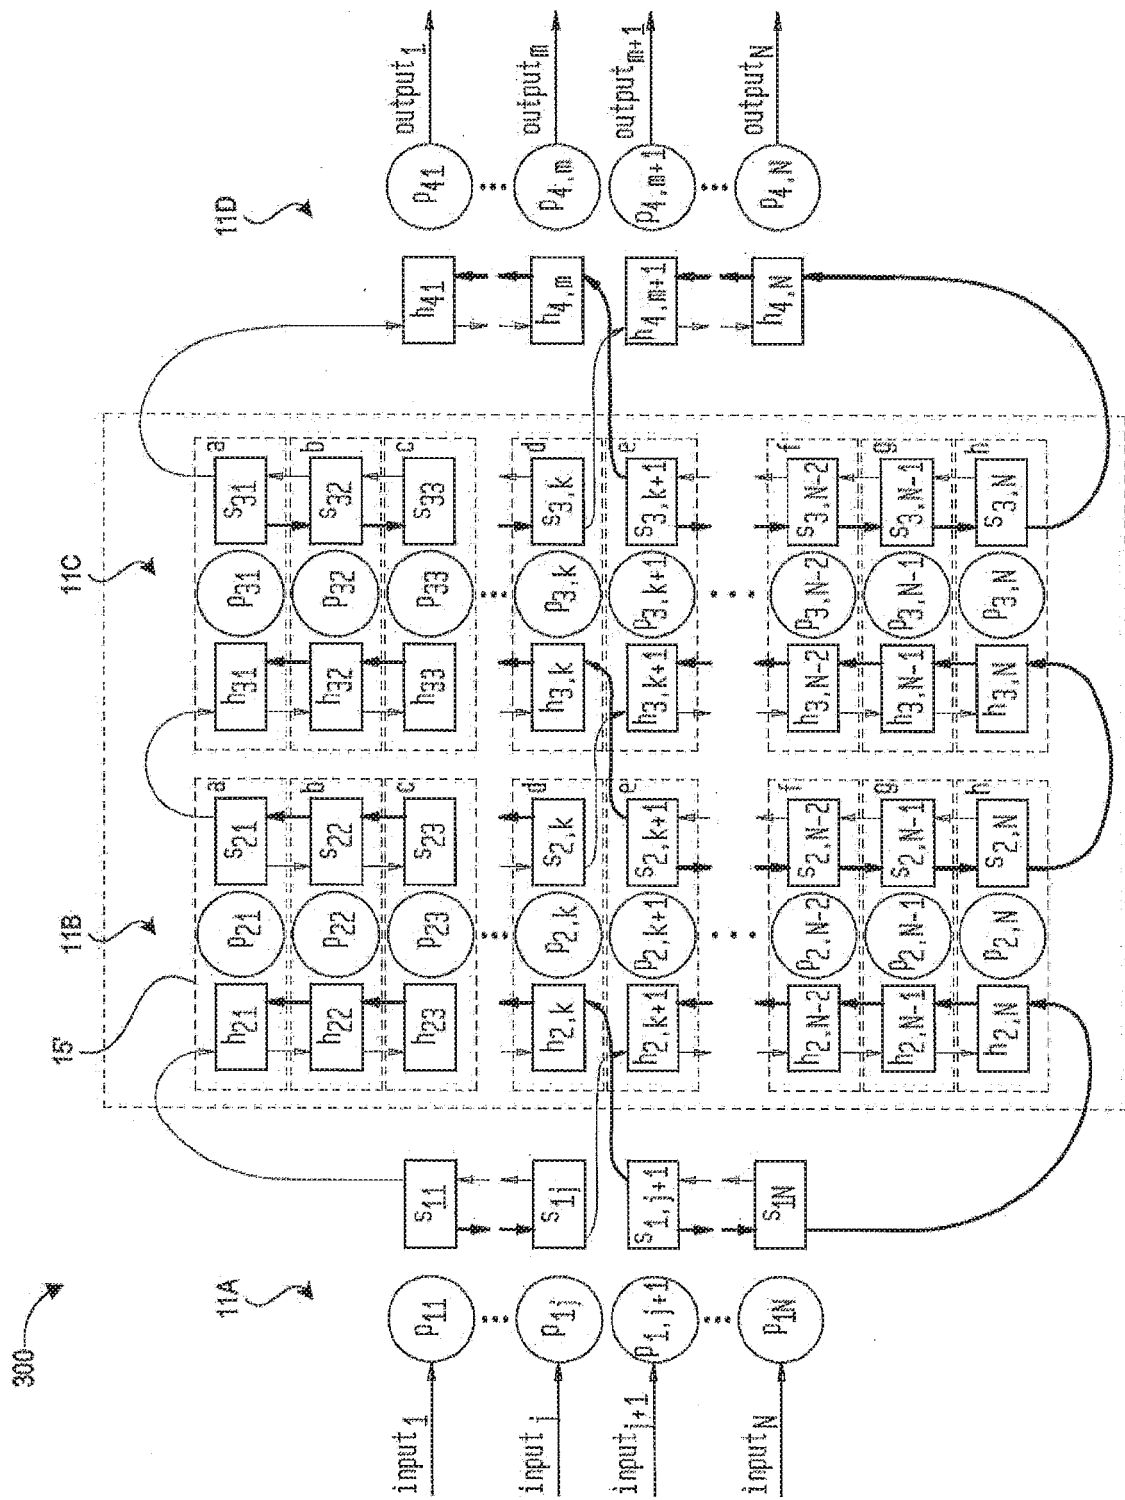 300
11A
15'
11B
11C
11D
input1
inputj
inputj+1
inputN
P11
P1j
P1,j+1
P1N
s11
s1j
s1,j+1
s1N
h21
P21
s21
a
h22
P22
s22
b
h23
P23
s23
c
h2,k
P2,k
s2,k
d
h2,k+1
P2,k+1
s2,k+1
e
h2,N-2
P2,N-2
s2,N-2
f
h2,N-1
P2,N-1
s2,N-1
g
h2,N
P2,N
s2,N
h
h31
P31
s31
a
h32
P32
s32
b
h33
P33
s33
c
h3,k
P3,k
s3,k
d
h3,k+1
P3,k+1
s3,k+1
e
h3,N-2
P3,N-2
s3,N-2
f
h3,N-1
P3,N-1
s3,N-1
g
h3,N
P3,N
s3,N
h
h41
h4,m
h4,m+1
h4,N
P41
P4,m
P4,m+1
P4,N
output1
outputm
outputm+1
outputN